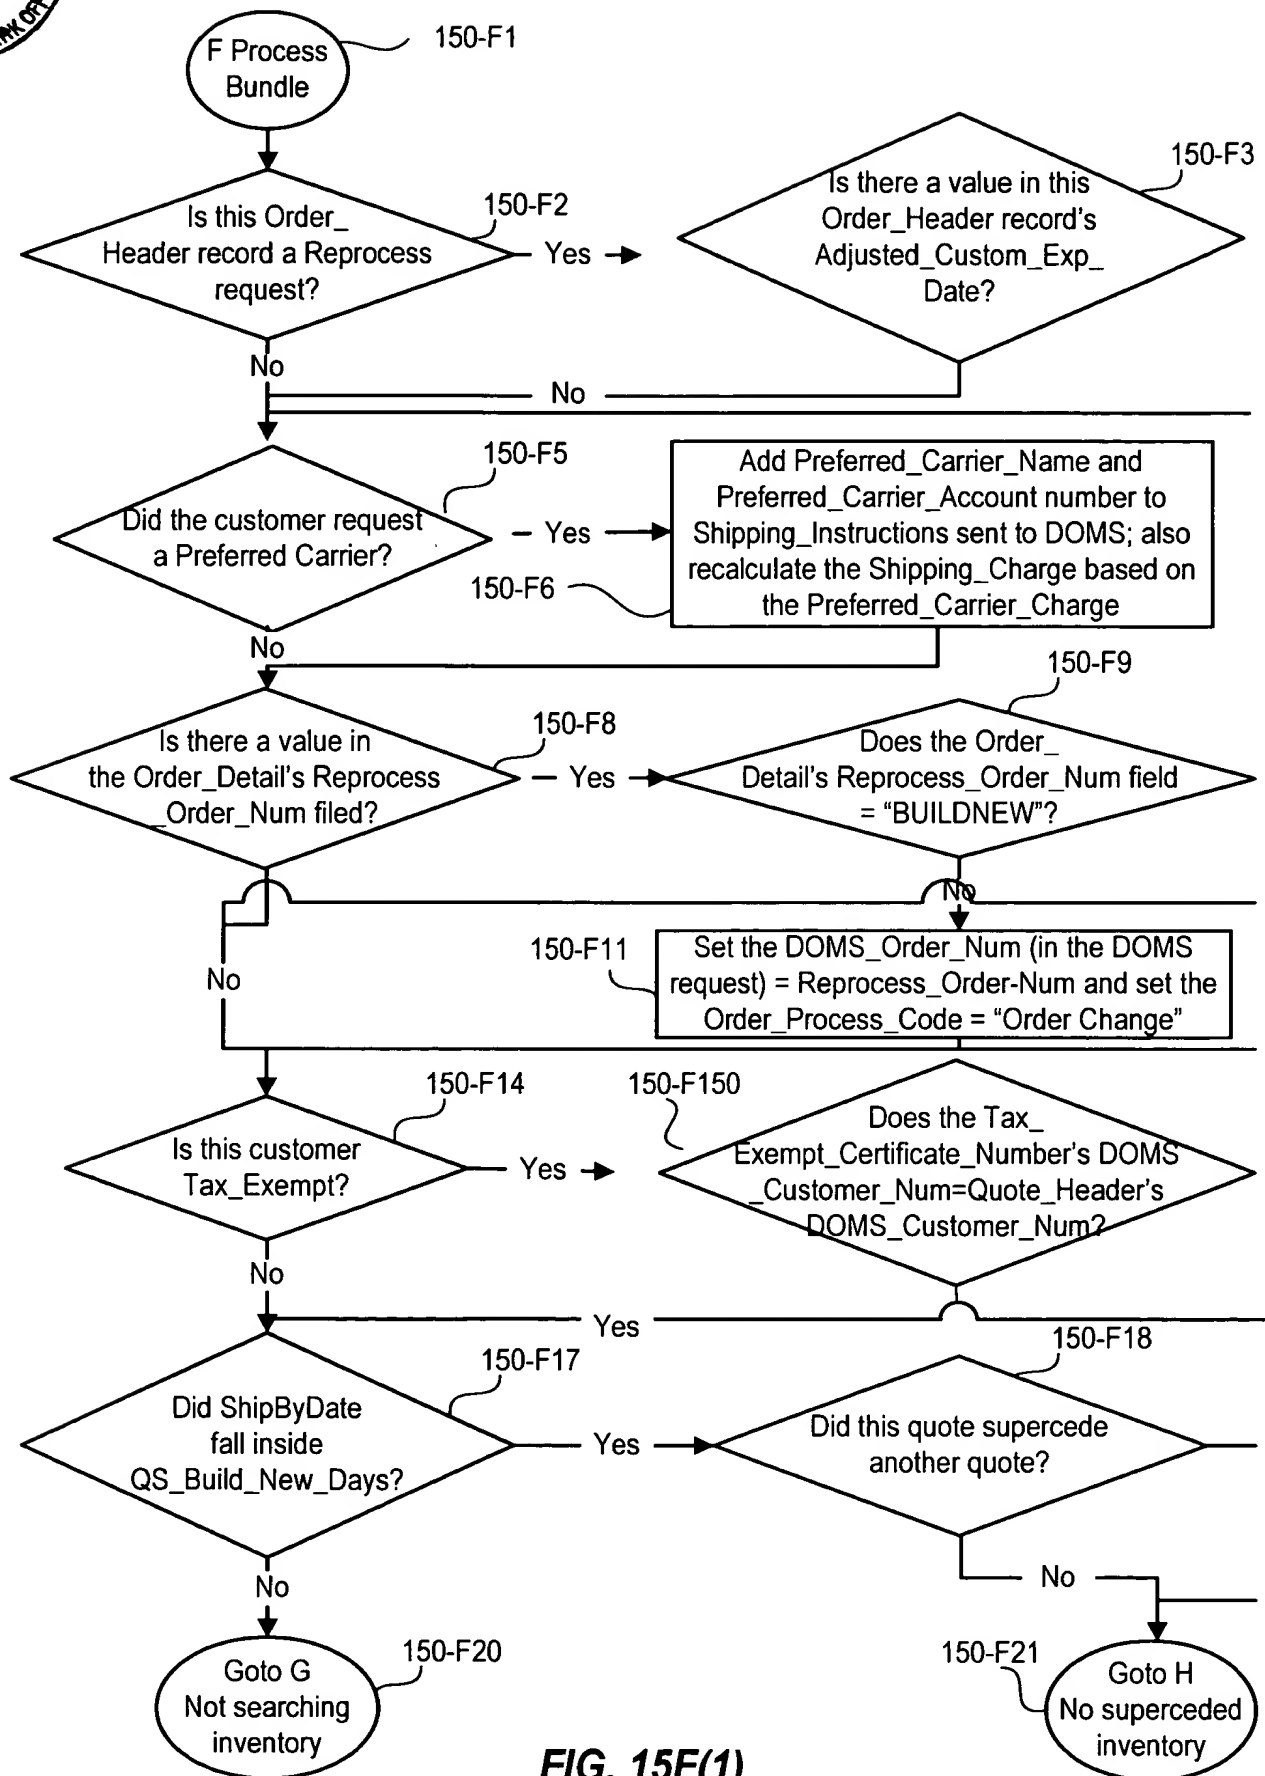 F Process
Bundle
150-F1
Is this Order_
Header record a Reprocess
request?
150-F2
Yes
Is there a value in this
Order_Header record's
Adjusted_Custom_Exp_
Date?
150-F3
No
No
Did the customer request
a Preferred Carrier?
150-F5
Yes
150-F6
Add Preferred_Carrier_Name and
Preferred_Carrier_Account number to
Shipping_Instructions sent to DOMS; also
recalculate the Shipping_Charge based on
the Preferred_Carrier_Charge
No
150-F9
Is there a value in
the Order_Detail's Reprocess
_Order_Num filed?
150-F8
Yes
Does the Order_
Detail's Reprocess_Order_Num field
= “BUILDNEW”?
No
150-F11
Set the DOMS_Order_Num (in the DOMS
request) = Reprocess_Order-Num and set the
Order_Process_Code = “Order Change”
No
150-F14
150-F150
Is this customer
Tax_Exempt?
Yes
Does the Tax_
Exempt_Certificate_Number's DOMS
_Customer_Num=Quote_Header's
DOMS_Customer_Num?
No
Yes
150-F17
150-F18
Did ShipByDate
fall inside
QS_Build_New_Days?
Yes
Did this quote supercede
another quote?
No
No
150-F20
Goto G
Not searching
inventory
150-F21
Goto H
No superceded
inventory
FIG. 15F(1)